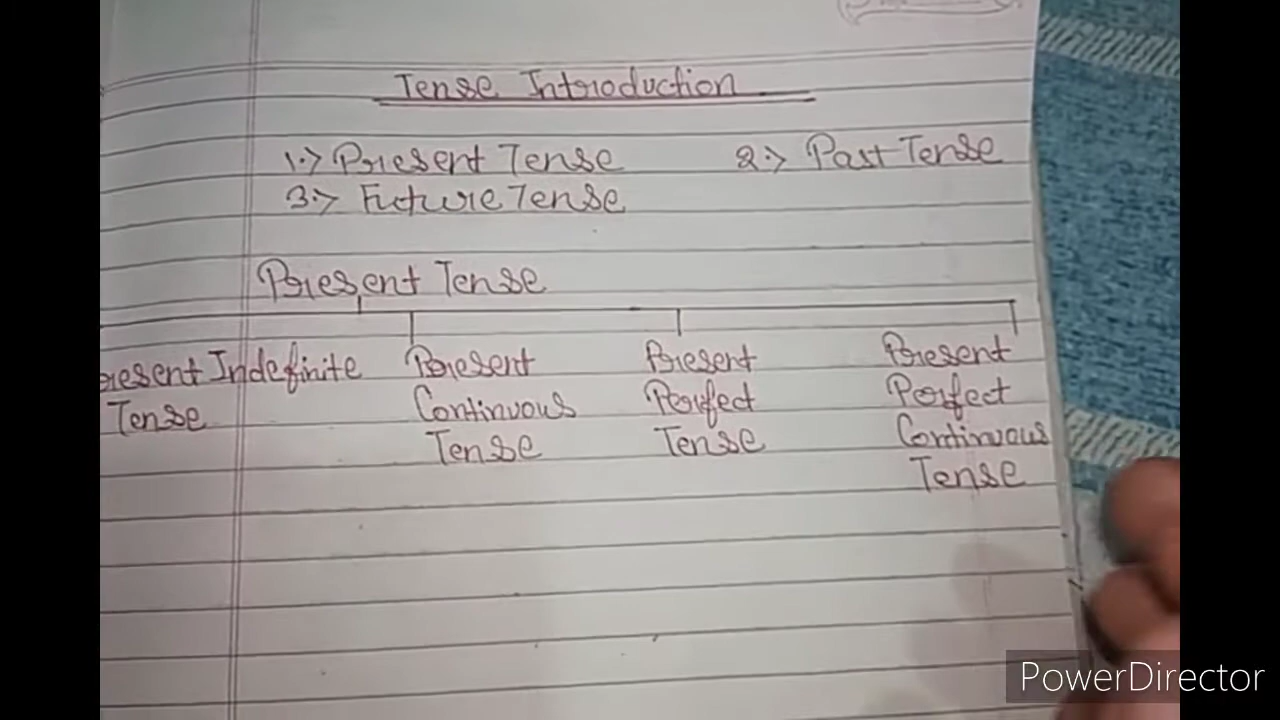 Tense Introduction
1.> Present Tense 2.> Past Tense
3.> Future Tense
Present Tense
resent Indefinite Present Present Present
Tense Continuous Perfect Perfect
Tense Tense Continuous
Tense
PowerDirector